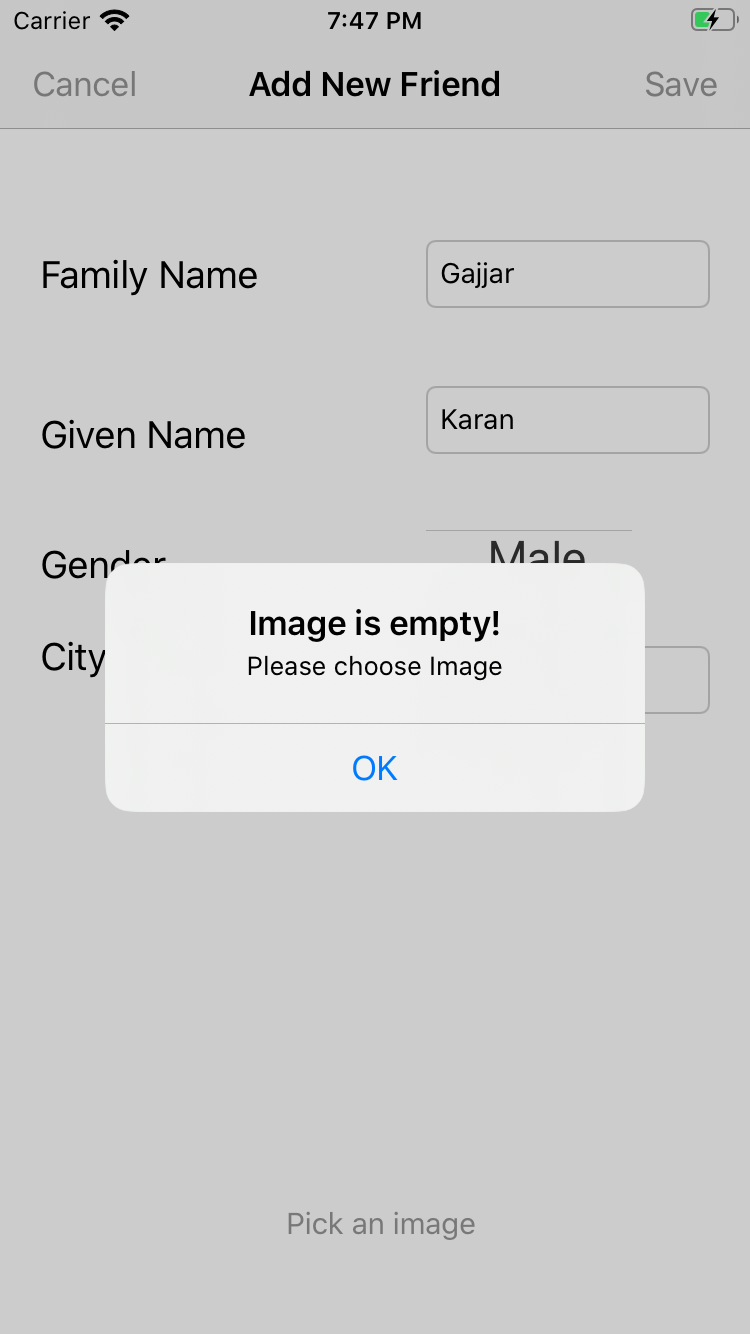 Carrier 7:47 PM
Cancel Add New Friend Save
Family Name Gajjar
Given Name Karan
Gender Male
City
Image is empty!
Please choose Image
OK
Pick an image